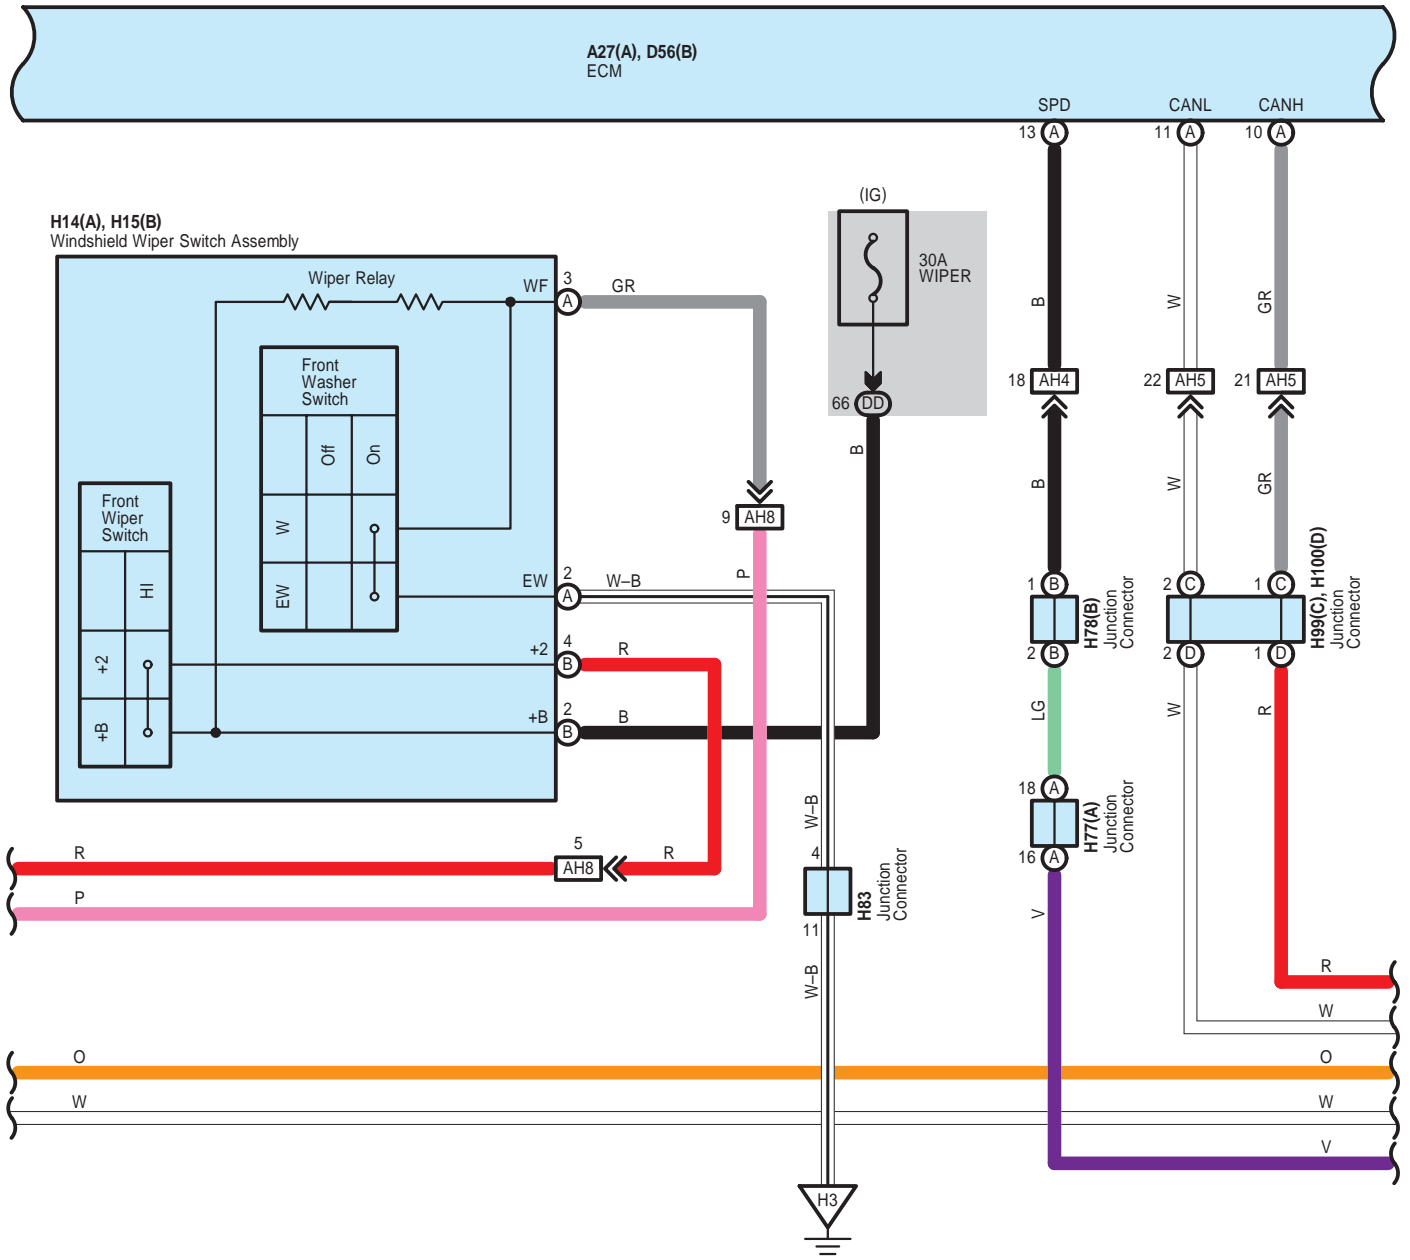 A27(A), D56(B)
ECM
SPD
CANL
CANH
13 A
11 A
10 A
(IG)
30A
WIPER
66 DD
B
H14(A), H15(B)
Windshield Wiper Switch Assembly
Wiper Relay
WF
3
A
GR
Front
Washer
Switch
Off
On
W
EW
Front
Wiper
Switch
HI
+2
+B
EW
2
A
W–B
+2
4
B
R
+B
2
B
B
9 AH8
P
B
W
GR
18 AH4
22 AH5
21 AH5
B
W
GR
1 B
2 C
1 C
H78(B)
Junction
Connector
H99(C), H100(D)
Junction
Connector
2 B
2 D
1 D
LG
W
R
18 A
H77(A)
Junction
Connector
16 A
V
W–B
4
H83
Junction
Connector
11
W–B
R
5
AH8
R
P
R
W
O
O
W
W
V
H3